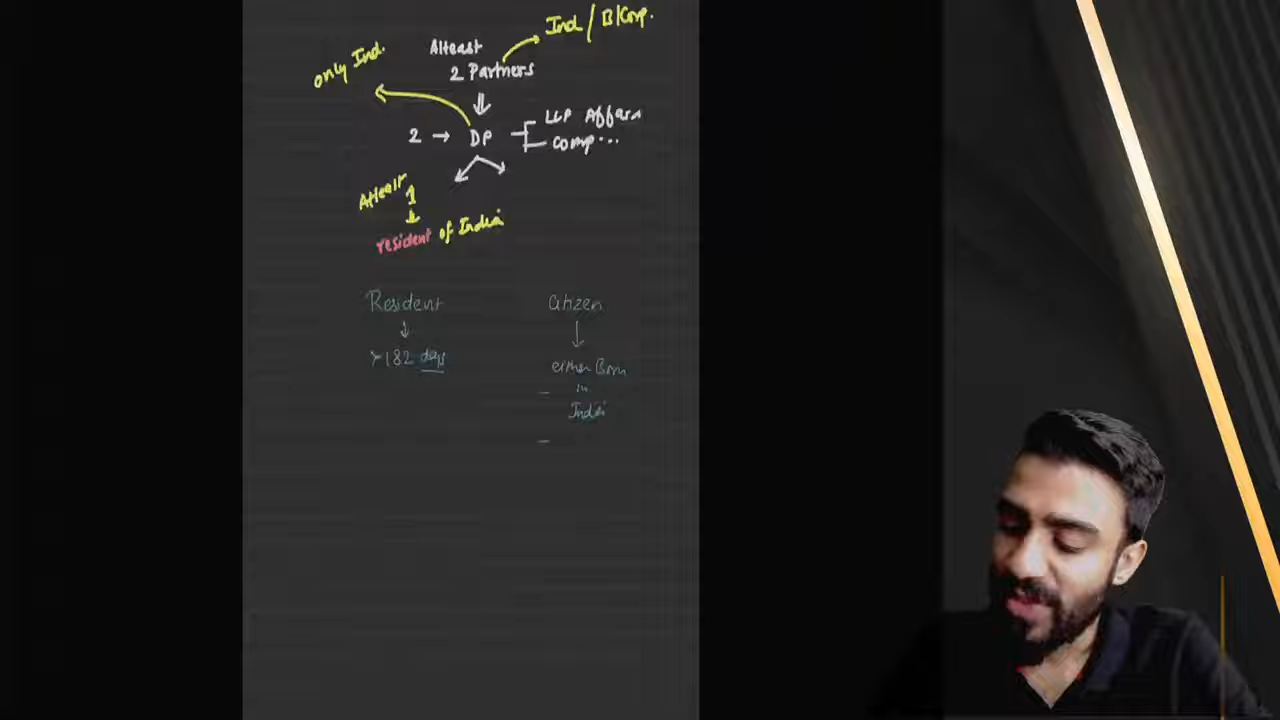 Ind / B/Corp.
Atleast
only Ind.
2 Partners
LLP Affair
2 → DP
Comp...
Atleast 1
resident of India
Resident
Citizen
>182 days
either Born
in
India